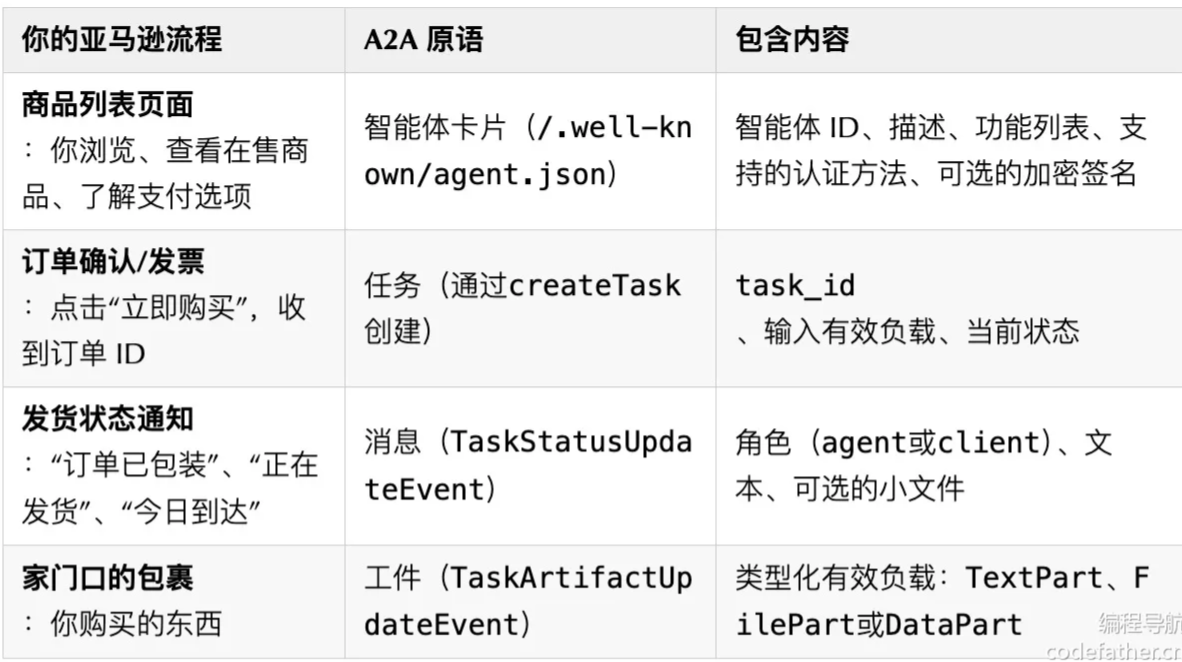 你的亚马逊流程
A2A 原语
包含内容
商品列表页面
：你浏览、查看在售商
品、了解支付选项
智能体卡片（/.well-kn
own/agent.json）
智能体 ID、描述、功能列表、支
持的认证方法、可选的加密签名
订单确认/发票
：点击“立即购买”，收
到订单 ID
任务（通过createTask
创建）
task_id
、输入有效负载、当前状态
发货状态通知
：“订单已包装”、“正在
发货”、“今日到达”
消息（TaskStatusUpda
teEvent）
角色（agent或client）、文
本、可选的小文件
家门口的包裹
：你购买的东西
工件（TaskArtifactUp
dateEvent）
类型化有效负载：TextPart、F
ilePart或DataPart
编程导航
codefather.cn